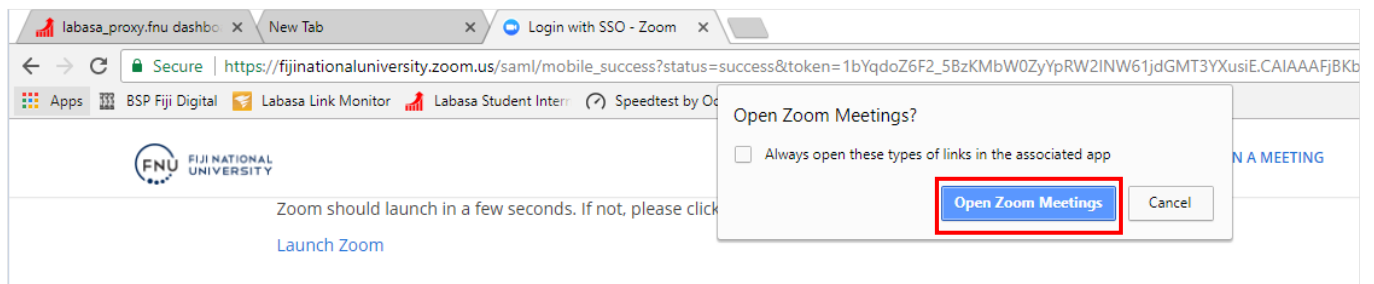 labasa_proxy.fnu dashbo
New Tab
Login with SSO - Zoom
Secure | https://fijinationaluniversity.zoom.us/saml/mobile_success?status=success&token=1bYqdoZ6F2_5BzKMbW0ZyYpRW2INW61jdGMT3YXusiE.CAIAAAFjBKb
Apps BSP Fiji Digital Labasa Link Monitor Labasa Student Intern Speedtest by Oo
Open Zoom Meetings?
Always open these types of links in the associated app
Open Zoom Meetings Cancel
FNU FIJI NATIONAL
UNIVERSITY
N A MEETING
Zoom should launch in a few seconds. If not, please click
Launch Zoom